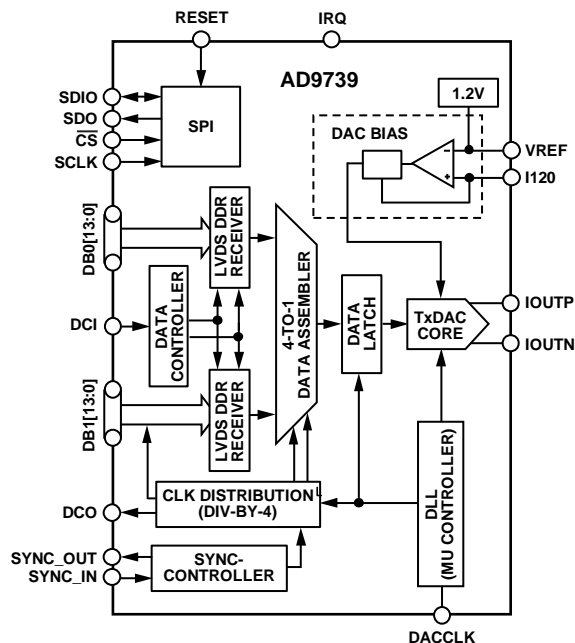 RESET
IRQ
AD9739
SDIO
SDO
CS
SCLK
SPI
1.2V
DAC BIAS
VREF
I120
DB0[13:0]
LVDS DDR
RECEIVER
DCI
DATA
CONTROLLER
4-TO-1
DATA ASSEMBLER
DATA
LATCH
TxDAC
CORE
IOUTP
IOUTN
DB1[13:0]
LVDS DDR
RECEIVER
DCO
CLK DISTRIBUTION
(DIV-BY-4)
DLL
(MU CONTROLLER)
SYNC_OUT
SYNC_IN
SYNC-
CONTROLLER
DACCLK